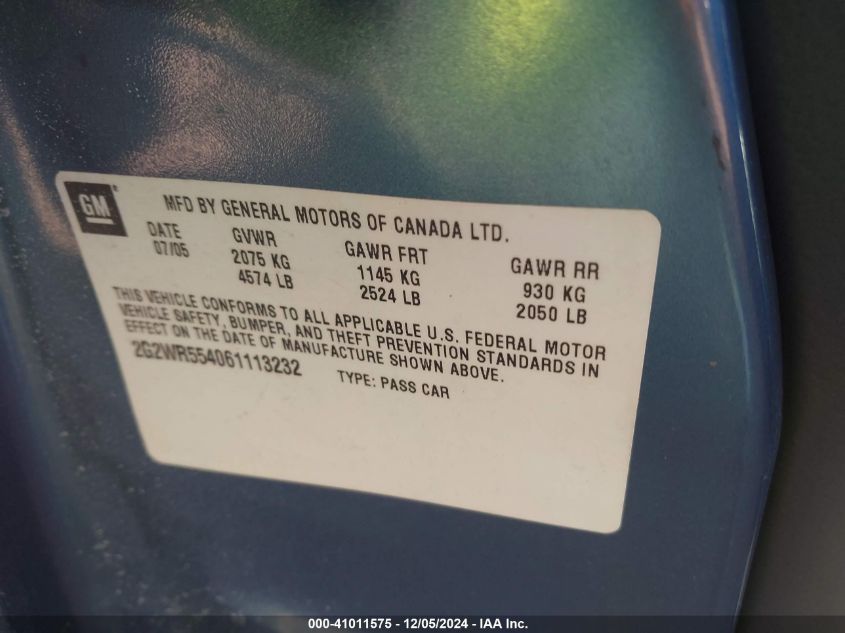 GM
MFD BY GENERAL MOTORS OF CANADA LTD.
DATE GVWR GAWR FRT GAWR RR
07/05 2075 KG 1145 KG 930 KG
4574 LB 2524 LB 2050 LB
THIS VEHICLE CONFORMS TO ALL APPLICABLE U.S. FEDERAL MOTOR
VEHICLE SAFETY, BUMPER, AND THEFT PREVENTION STANDARDS IN
EFFECT ON THE DATE OF MANUFACTURE SHOWN ABOVE.
2G2WR554061113232 TYPE: PASS CAR
000-41011575 - 12/05/2024 - IAA Inc.